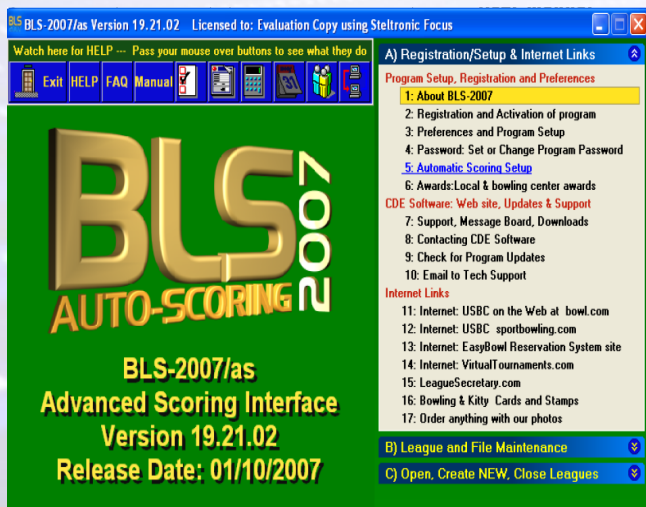 BLS BLS-2007/as Version 19.21.02 Licensed to: Evaluation Copy using Steltronic Focus
Watch here for HELP --- Pass your mouse over buttons to see what they do
Exit HELP FAQ Manual
BLS 2007
AUTO-SCORING
BLS-2007/as
Advanced Scoring Interface
Version 19.21.02
Release Date: 01/10/2007
A) Registration/Setup & Internet Links
Program Setup, Registration and Preferences
1: About BLS-2007
2: Registration and Activation of program
3: Preferences and Program Setup
4: Password: Set or Change Program Password
5: Automatic Scoring Setup
6: Awards:Local & bowling center awards
CDE Software: Web site, Updates & Support
7: Support, Message Board, Downloads
8: Contacting CDE Software
9: Check for Program Updates
10: Email to Tech Support
Internet Links
11: Internet: USBC on the Web at bowl.com
12: Internet: USBC sportbowling.com
13: Internet: EasyBowl Reservation System site
14: Internet: VirtualTournaments.com
15: LeagueSecretary.com
16: Bowling & Kitty Cards and Stamps
17: Order anything with our photos
B) League and File Maintenance
C) Open, Create NEW, Close Leagues